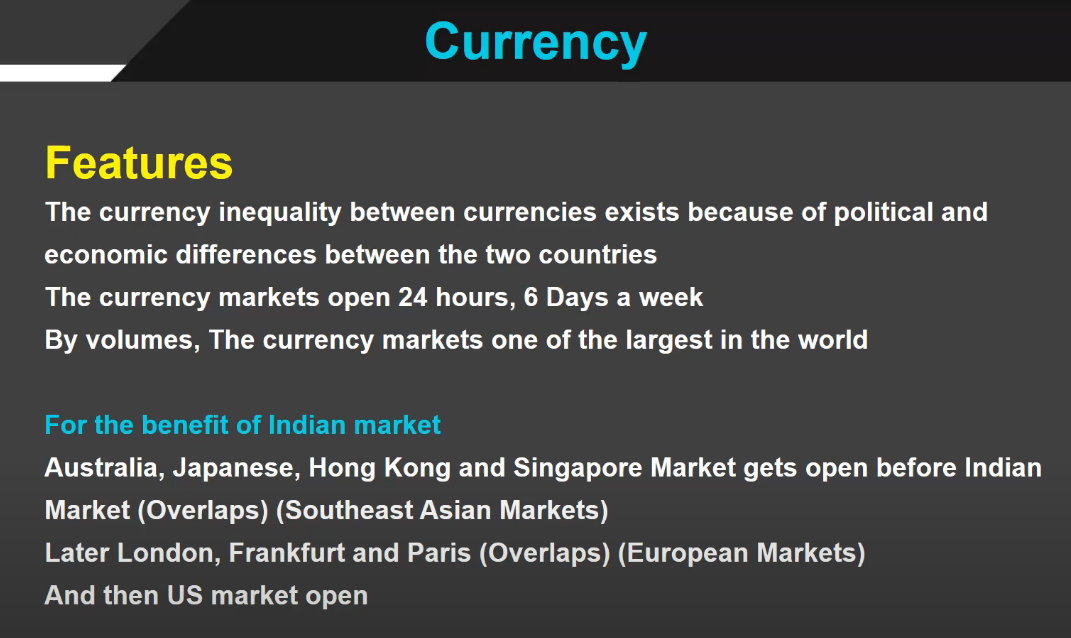 Currency
Features
The currency inequality between currencies exists because of political and
economic differences between the two countries
The currency markets open 24 hours, 6 Days a week
By volumes, The currency markets one of the largest in the world
For the benefit of Indian market
Australia, Japanese, Hong Kong and Singapore Market gets open before Indian
Market (Overlaps) (Southeast Asian Markets)
Later London, Frankfurt and Paris (Overlaps) (European Markets)
And then US market open